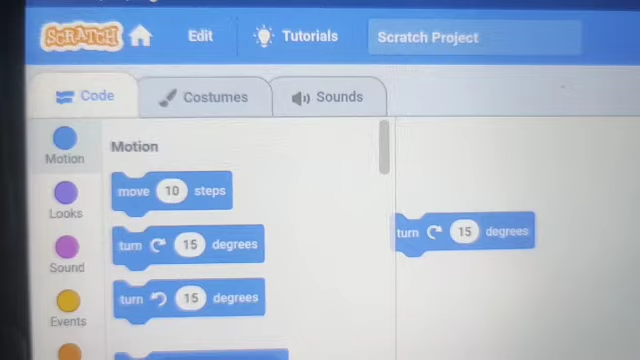 SCRATCH Edit Tutorials Scratch Project
Code Costumes Sounds
Motion
Motion
move 10 steps
Looks
turn 15 degrees
turn 15 degrees
Sound
turn 15 degrees
Events